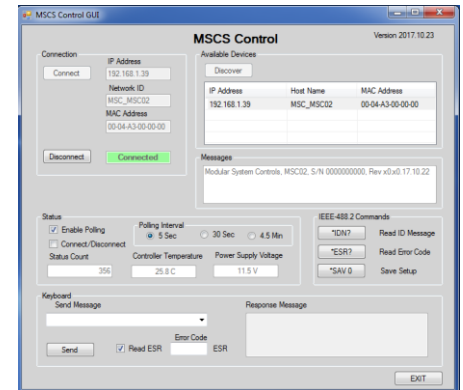 MSCS Control GUI
MSCS Control
Version 2017.10.23
Connection
IP Address
Connect
192.168.1.39
Network ID
MSC_MSC02
MAC Address
00-04-A3-00-00-00
Disconnect
Connected
Available Devices
Discover
IP Address Host Name MAC Address
192.168.1.39 MSC_MSC02 00-04-A3-00-00-00
Messages
Modular System Controls, MSC02, S/N 0000000000, Rev x0.x0.17.10.22
Status
Enable Polling
Connect/Disconnect
Polling Interval
5 Sec 30 Sec 4.5 Min
Status Count Controller Temperature Power Supply Voltage
356 25.8 C 11.5 V
IEEE-488.2 Commands
*IDN? Read ID Message
*ESR? Read Error Code
*SAV 0 Save Setup
Keyboard
Send Message
Response Message
Error Code
Send Read ESR ESR
EXIT